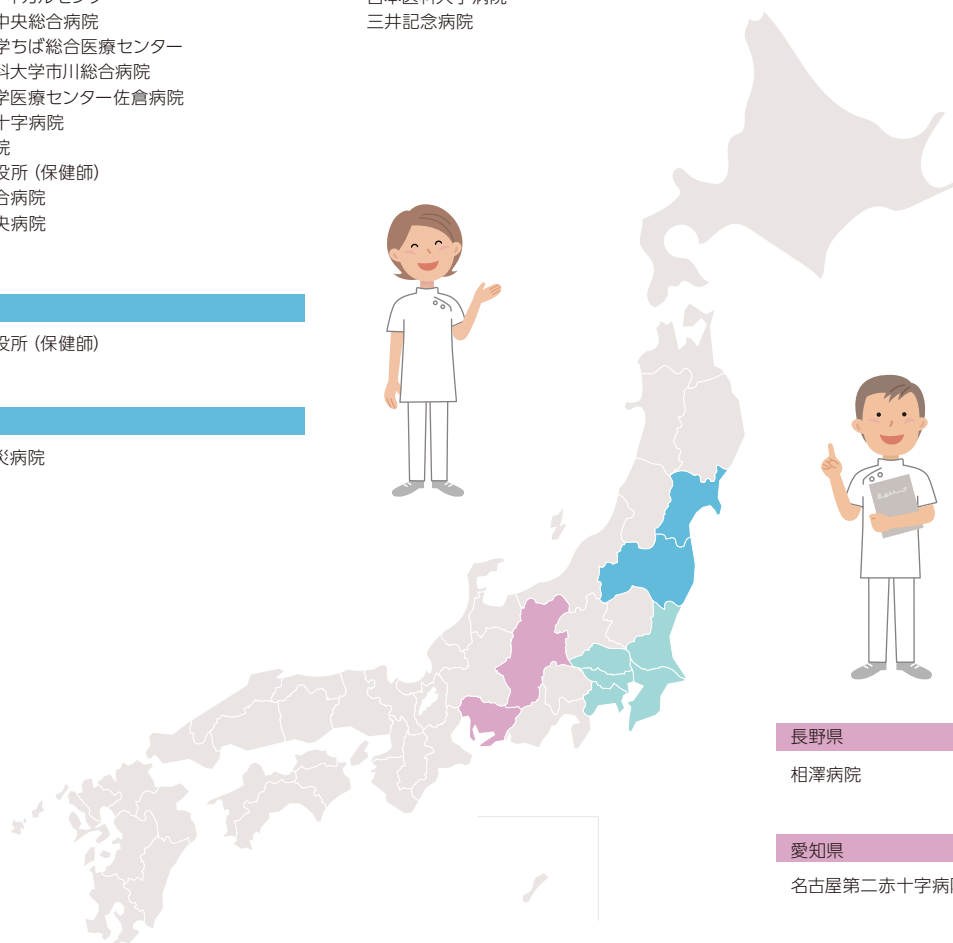 中央総合病院
学ちば総合医療センター
科大学市川総合病院
学医療センター佐倉病院
十字病院
院
役所 (保健師)
合病院
央病院
三井記念病院
役所 (保健師)
災病院
長野県
相澤病院
愛知県
名古屋第二赤十字病